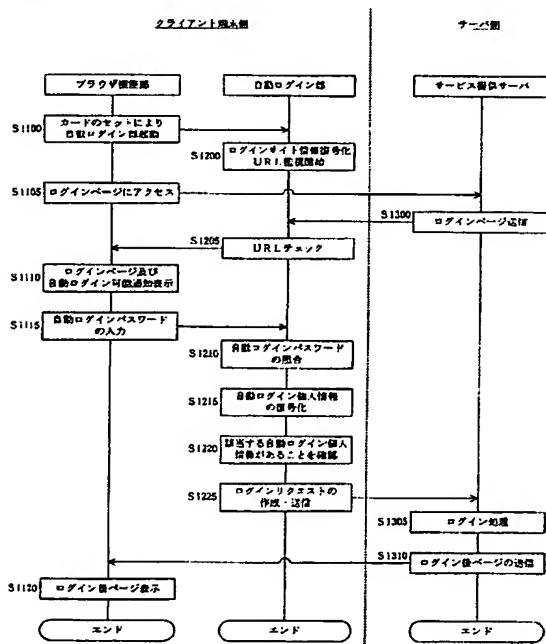 クライアント端末側
サーバ側
ブラウザ機能部
自動ログイン部
サービス提供サーバ
S1100
カードのセットにより
自動ログイン部起動
S1200
ログインサイト情報復号化
URL監視開始
S1105
ログインページにアクセス
S1300
ログインページ送信
S1205
URLチェック
S1110
ログインページ及び
自動ログイン可能通知表示
S1115
自動ログインパスワード
の入力
S1210
自動ログインパスワード
の照合
S1215
自動ログイン個人情報
の復号化
S1220
該当する自動ログイン個人
情報があることを確認
S1225
ログインリクエストの
作成・送信
S1305
ログイン処理
S1310
ログイン後ページの送信
S1120
ログイン後ページ表示
エンド
エンド
エンド